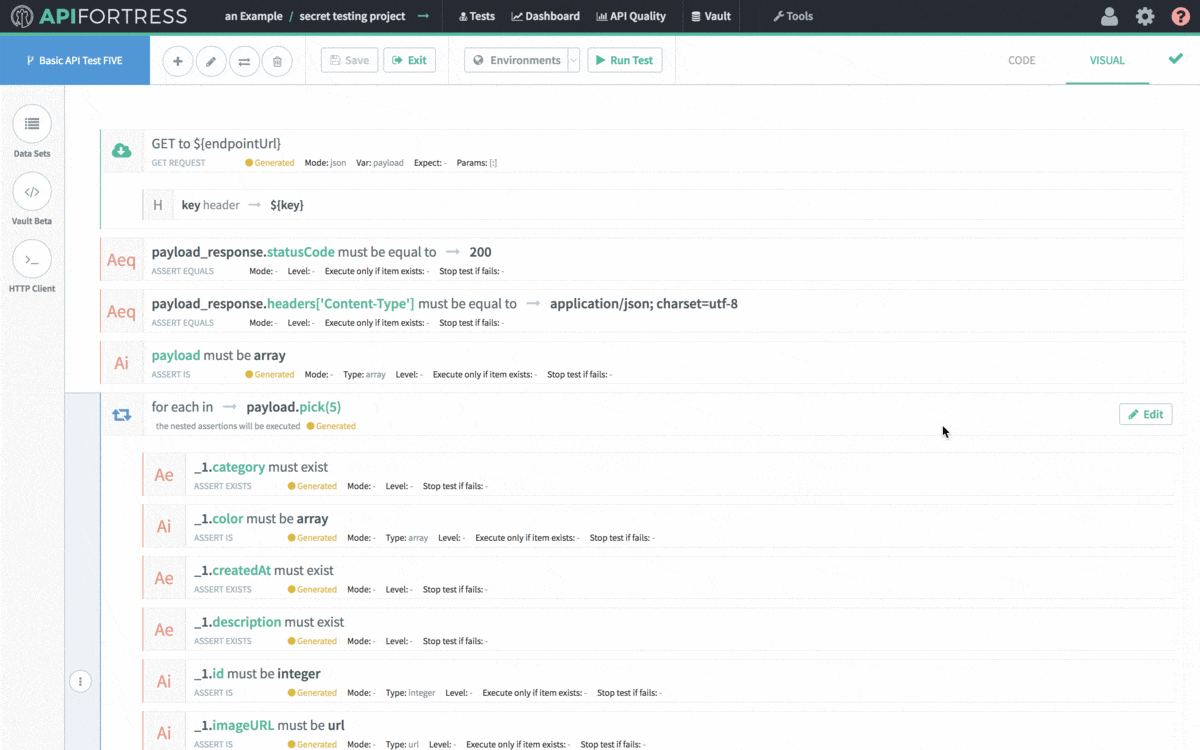 APIFORTRESS an Example / secret testing project → Tests Dashboard API Quality Vault Tools ?
Basic API Test FIVE Save Exit Environments Run Test CODE VISUAL
Data Sets
Vault Beta
HTTP Client
GET to ${endpointUrl}
GET REQUEST Generated Mode: json Var: payload Expect: - Params: [:]
H key header → ${key}
Aeq payload_response.statusCode must be equal to → 200
ASSERT EQUALS Mode: - Level: - Execute only if item exists: - Stop test if fails: -
Aeq payload_response.headers['Content-Type'] must be equal to → application/json; charset=utf-8
ASSERT EQUALS Mode: - Level: - Execute only if item exists: - Stop test if fails: -
Ai payload must be array
ASSERT IS Generated Mode: - Type: array Level: - Execute only if item exists: - Stop test if fails: -
for each in → payload.pick(5) Edit
the nested assertions will be executed Generated
Ae _1.category must exist
ASSERT EXISTS Generated Mode: - Level: - Stop test if fails: -
Ai _1.color must be array
ASSERT IS Generated Mode: - Type: array Level: - Execute only if item exists: - Stop test if fails: -
Ae _1.createdAt must exist
ASSERT EXISTS Generated Mode: - Level: - Stop test if fails: -
Ae _1.description must exist
ASSERT EXISTS Generated Mode: - Level: - Stop test if fails: -
Ai _1.id must be integer
ASSERT IS Generated Mode: - Type: integer Level: - Execute only if item exists: - Stop test if fails: -
Ai _1.imageURL must be url
ASSERT IS Generated Mode: - Type: url Level: - Execute only if item exists: - Stop test if fails: -